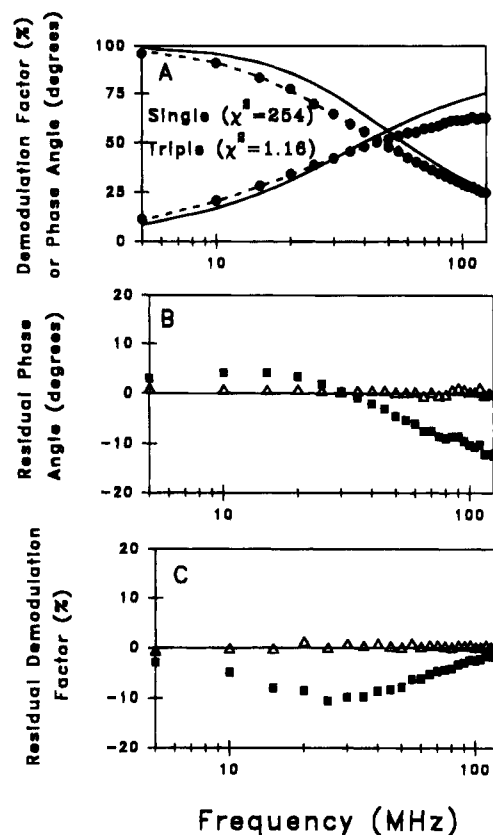 Demodulation Factor (%)
or Phase Angle (degrees)
100
75
50
25
0
A
Single (χ²=254)
Triple (χ²=1.16)
10
100
Residual Phase
Angle (degrees)
20
10
0
-10
-20
B
10
100
Residual Demodulation
Factor (%)
20
10
0
-10
-20
C
10
100
Frequency (MHz)